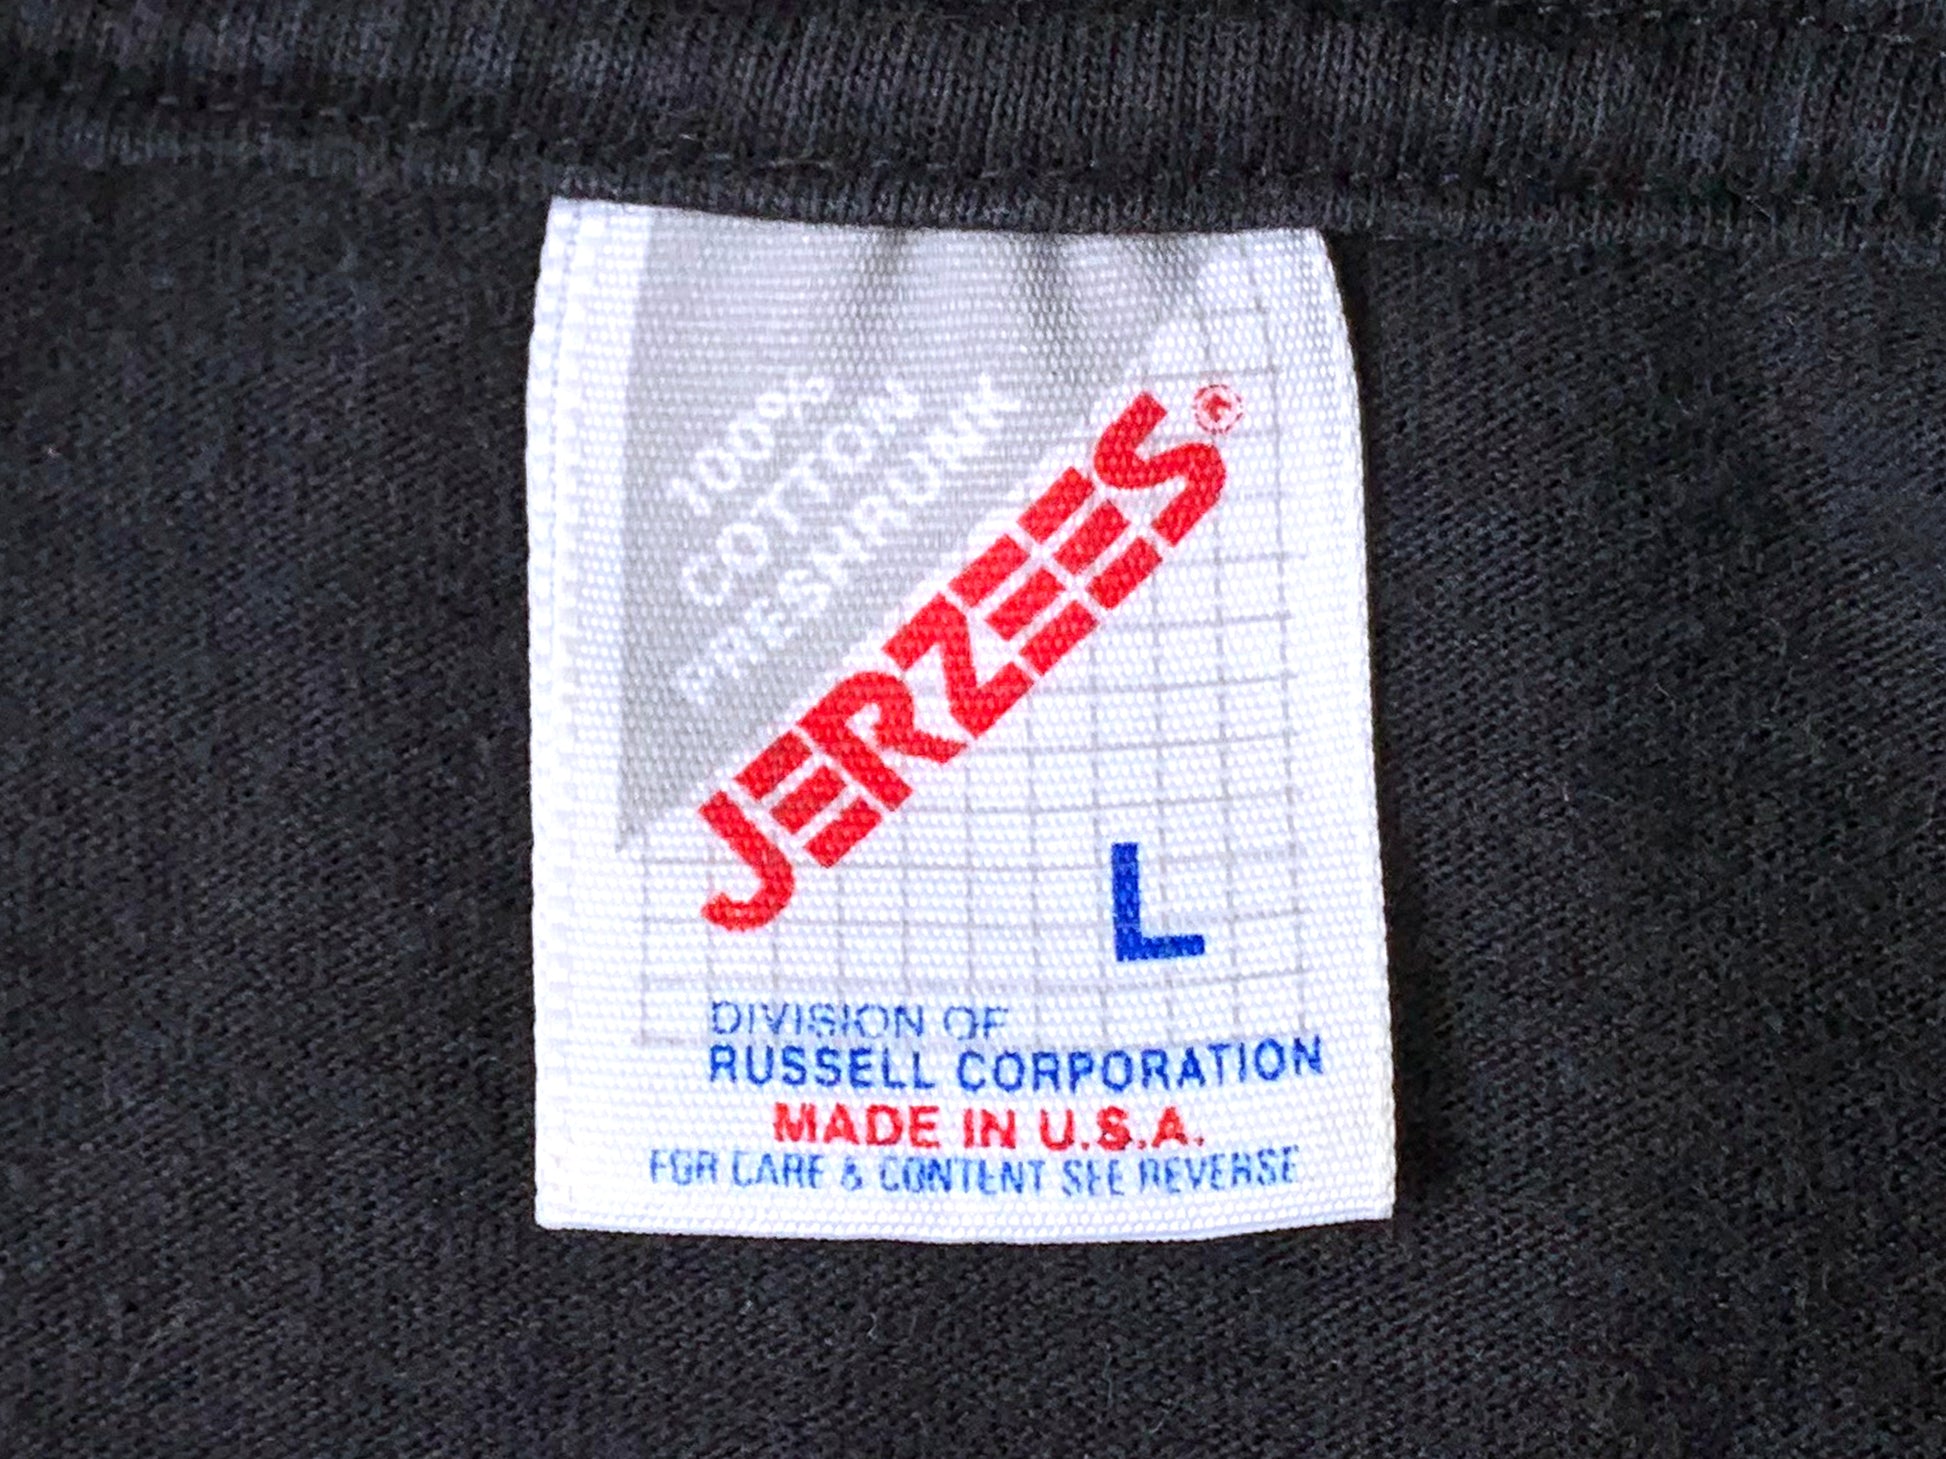 100%
COTTON
PRESHRUNK
JERZEES
L
DIVISION OF
RUSSELL CORPORATION
MADE IN U.S.A.
FOR CARE & CONTENT SEE REVERSE